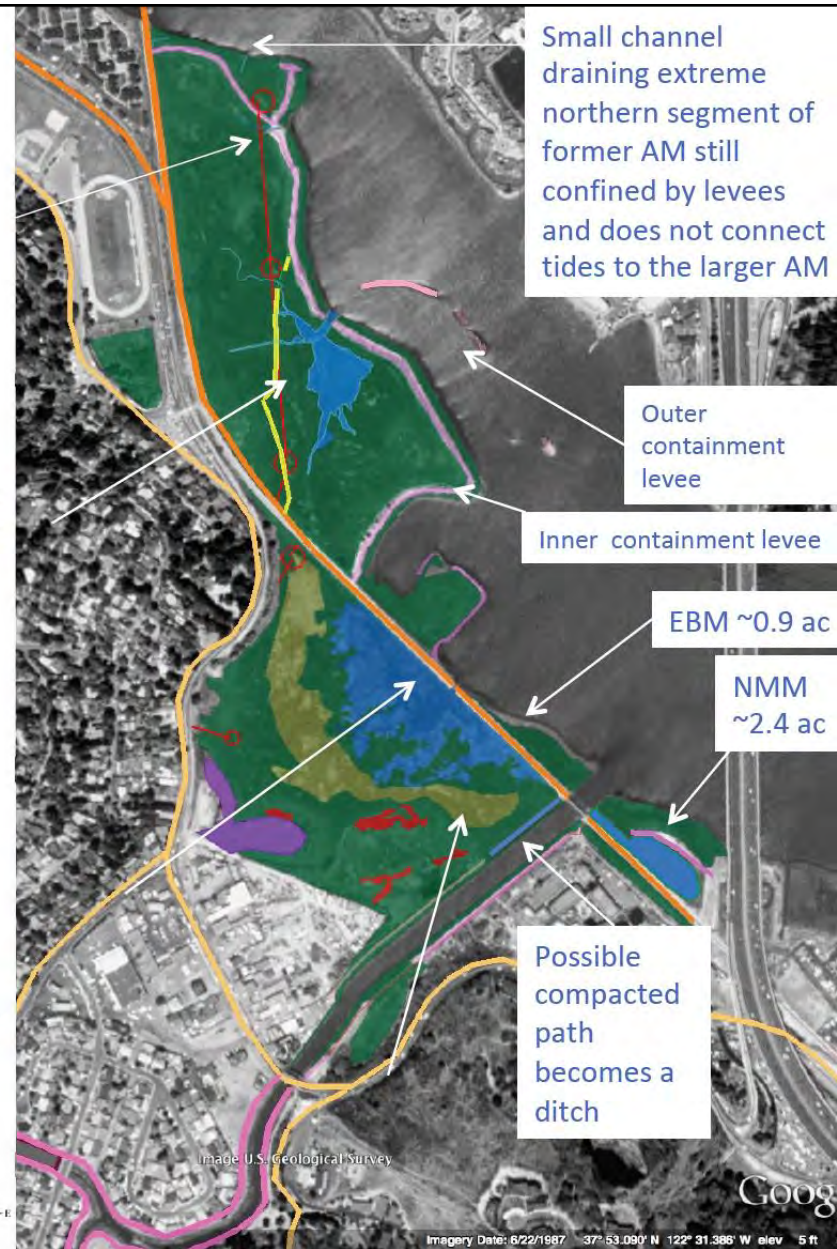 Small channel
draining extreme
northern segment of
former AM still
confined by levees
and does not connect
tides to the larger AM
Outer
containment
levee
Inner containment levee
EBM ~0.9 ac
NMM
~2.4 ac
Possible
compacted
path
becomes a
ditch
Image U.S. Geological Survey
Goog
Imagery Date: 6/22/1987 37° 53.090' N 122° 31.386' W elev 5 ft